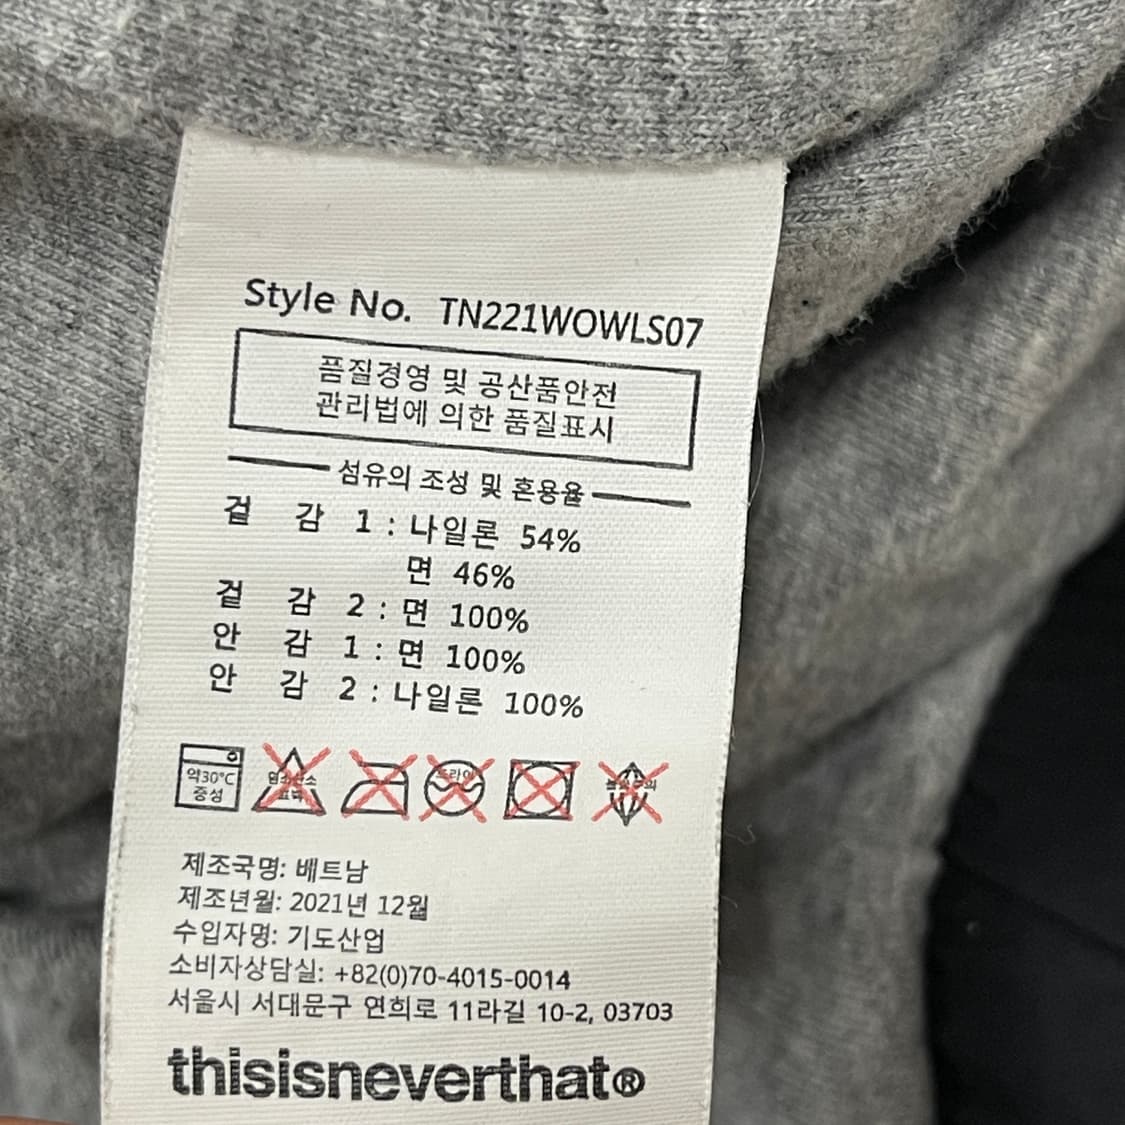 Style No. TN221WOWLS07
품질경영 및 공산품안전
관리법에 의한 품질표시
섬유의 조성 및 혼용율
겉 감 1 : 나일론 54%
면 46%
겉 감 2 : 면 100%
안 감 1 : 면 100%
안 감 2 : 나일론 100%
약30°C
중성
드라이
제조국명: 배트남
제조년월: 2021년 12월
수입자명: 기도산업
소비자상담실: +82(0)70-4015-0014
서울시 서대문구 연희로 11라길 10-2, 03703
thisisneverthat®